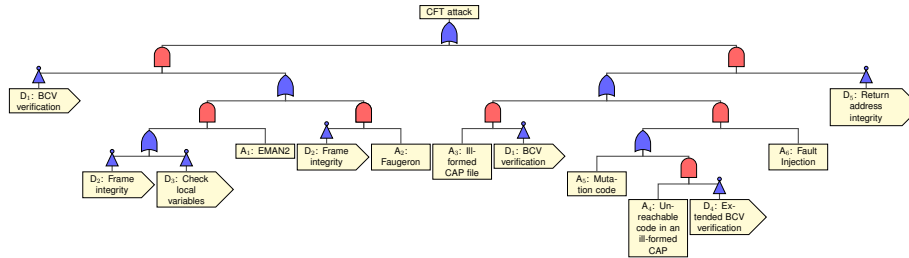 CFT attack
D₁: BCV
verification
D₅: Return
address
integrity
A₁: EMAN2
D₂: Frame
integrity
A₂:
Faugeron
A₃: Ill-
formed
CAP file
D₁: BCV
verification
A₆: Fault
Injection
D₂: Frame
integrity
D₃: Check
local
variables
A₅: Muta-
tion code
A₄: Un-
reachable
code in an
ill-formed
CAP
D₄: Ex-
tended BCV
verification